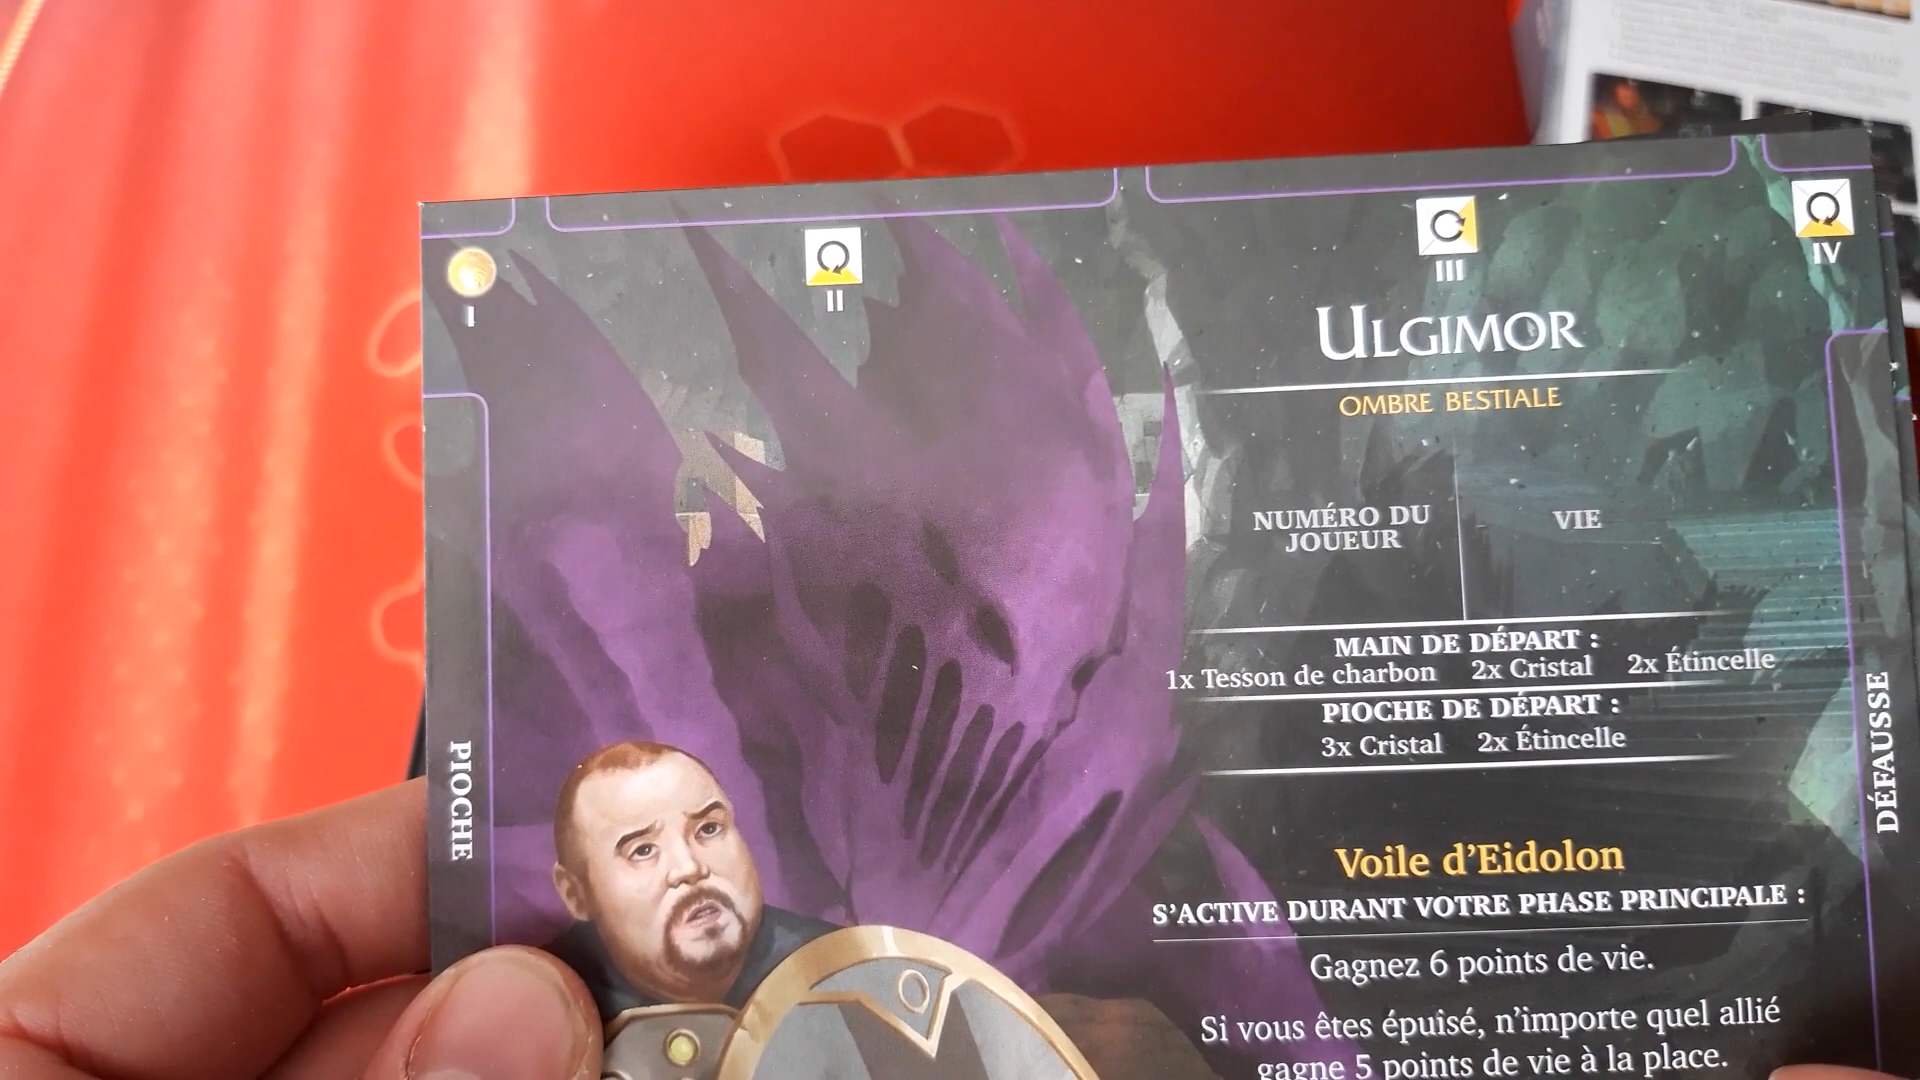 I
II
III
IV
ULGIMOR
OMBRE BESTIALE
NUMÉRO DU
JOUEUR
VIE
MAIN DE DÉPART :
1x Tesson de charbon 2x Cristal 2x Étincelle
PIOCHE DE DÉPART :
3x Cristal 2x Étincelle
PIOCHE
DÉFAUSSE
Voile d'Eidolon
S'ACTIVE DURANT VOTRE PHASE PRINCIPALE :
Gagnez 6 points de vie.
Si vous êtes épuisé, n'importe quel allié
gagne 5 points de vie à la place.